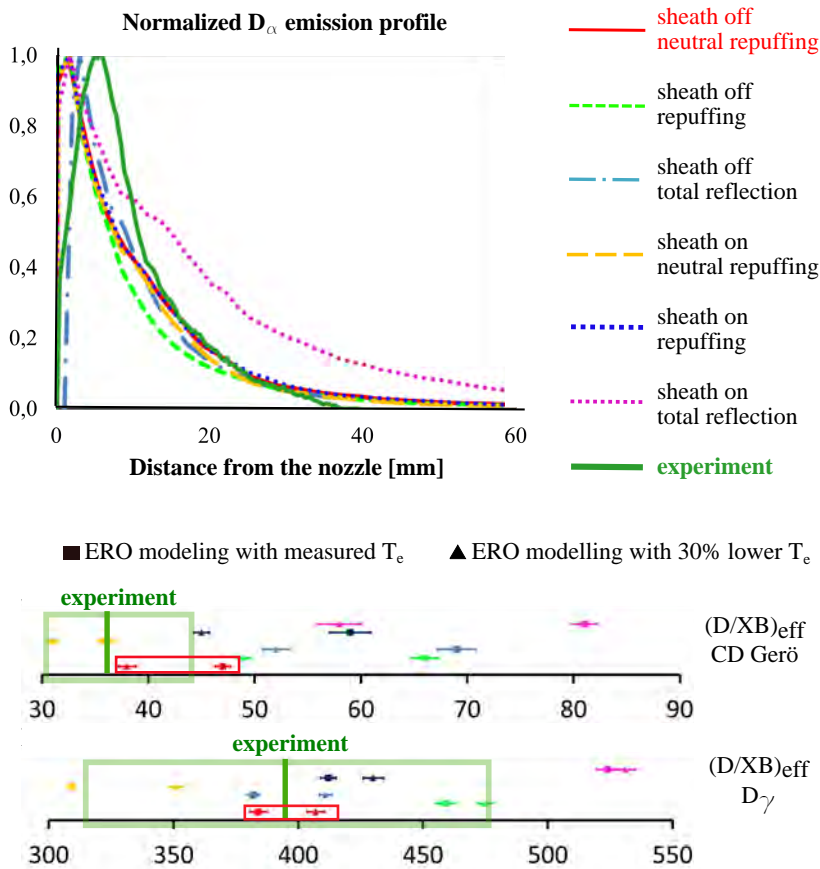 Normalized Dα emission profile
1,0
0.8
0.6
0.4
0,2
0,0
0
20
40
60
Distance from the nozzle [mm]
sheath off
neutral repuffing
sheath off
repuffing
sheath off
total reflection
sheath on
neutral repuffing
sheath on
repuffing
sheath on
total reflection
experiment
■ ERO modeling with measured Te
▲ ERO modelling with 30% lower Te
experiment
(D/XB)eff
CD Gerö
30 40 50 60 70 80 90
experiment
(D/XB)eff
Dγ
300 350 400 450 500 550